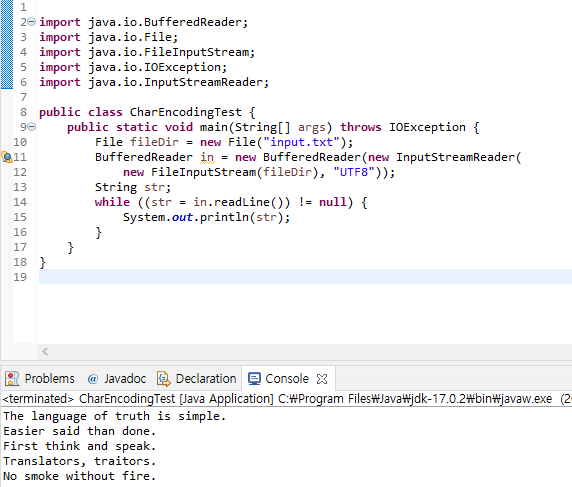 1
2 import java.io.BufferedReader;
3 import java.io.File;
4 import java.io.FileInputStream;
5 import java.io.IOException;
6 import java.io.InputStreamReader;
7
8 public class CharEncodingTest {
9     public static void main(String[] args) throws IOException {
10         File fileDir = new File("input.txt");
11         BufferedReader in = new BufferedReader(new InputStreamReader(
12             new FileInputStream(fileDir), "UTF8"));
13         String str;
14         while ((str = in.readLine()) != null) {
15             System.out.println(str);
16         }
17     }
18 }
19
Problems @ Javadoc Declaration Console
<terminated> CharEncodingTest [Java Application] C:₩Program Files₩Java₩jdk-17.0.2₩bin₩javaw.exe (20
The language of truth is simple.
Easier said than done.
First think and speak.
Translators, traitors.
No smoke without fire.